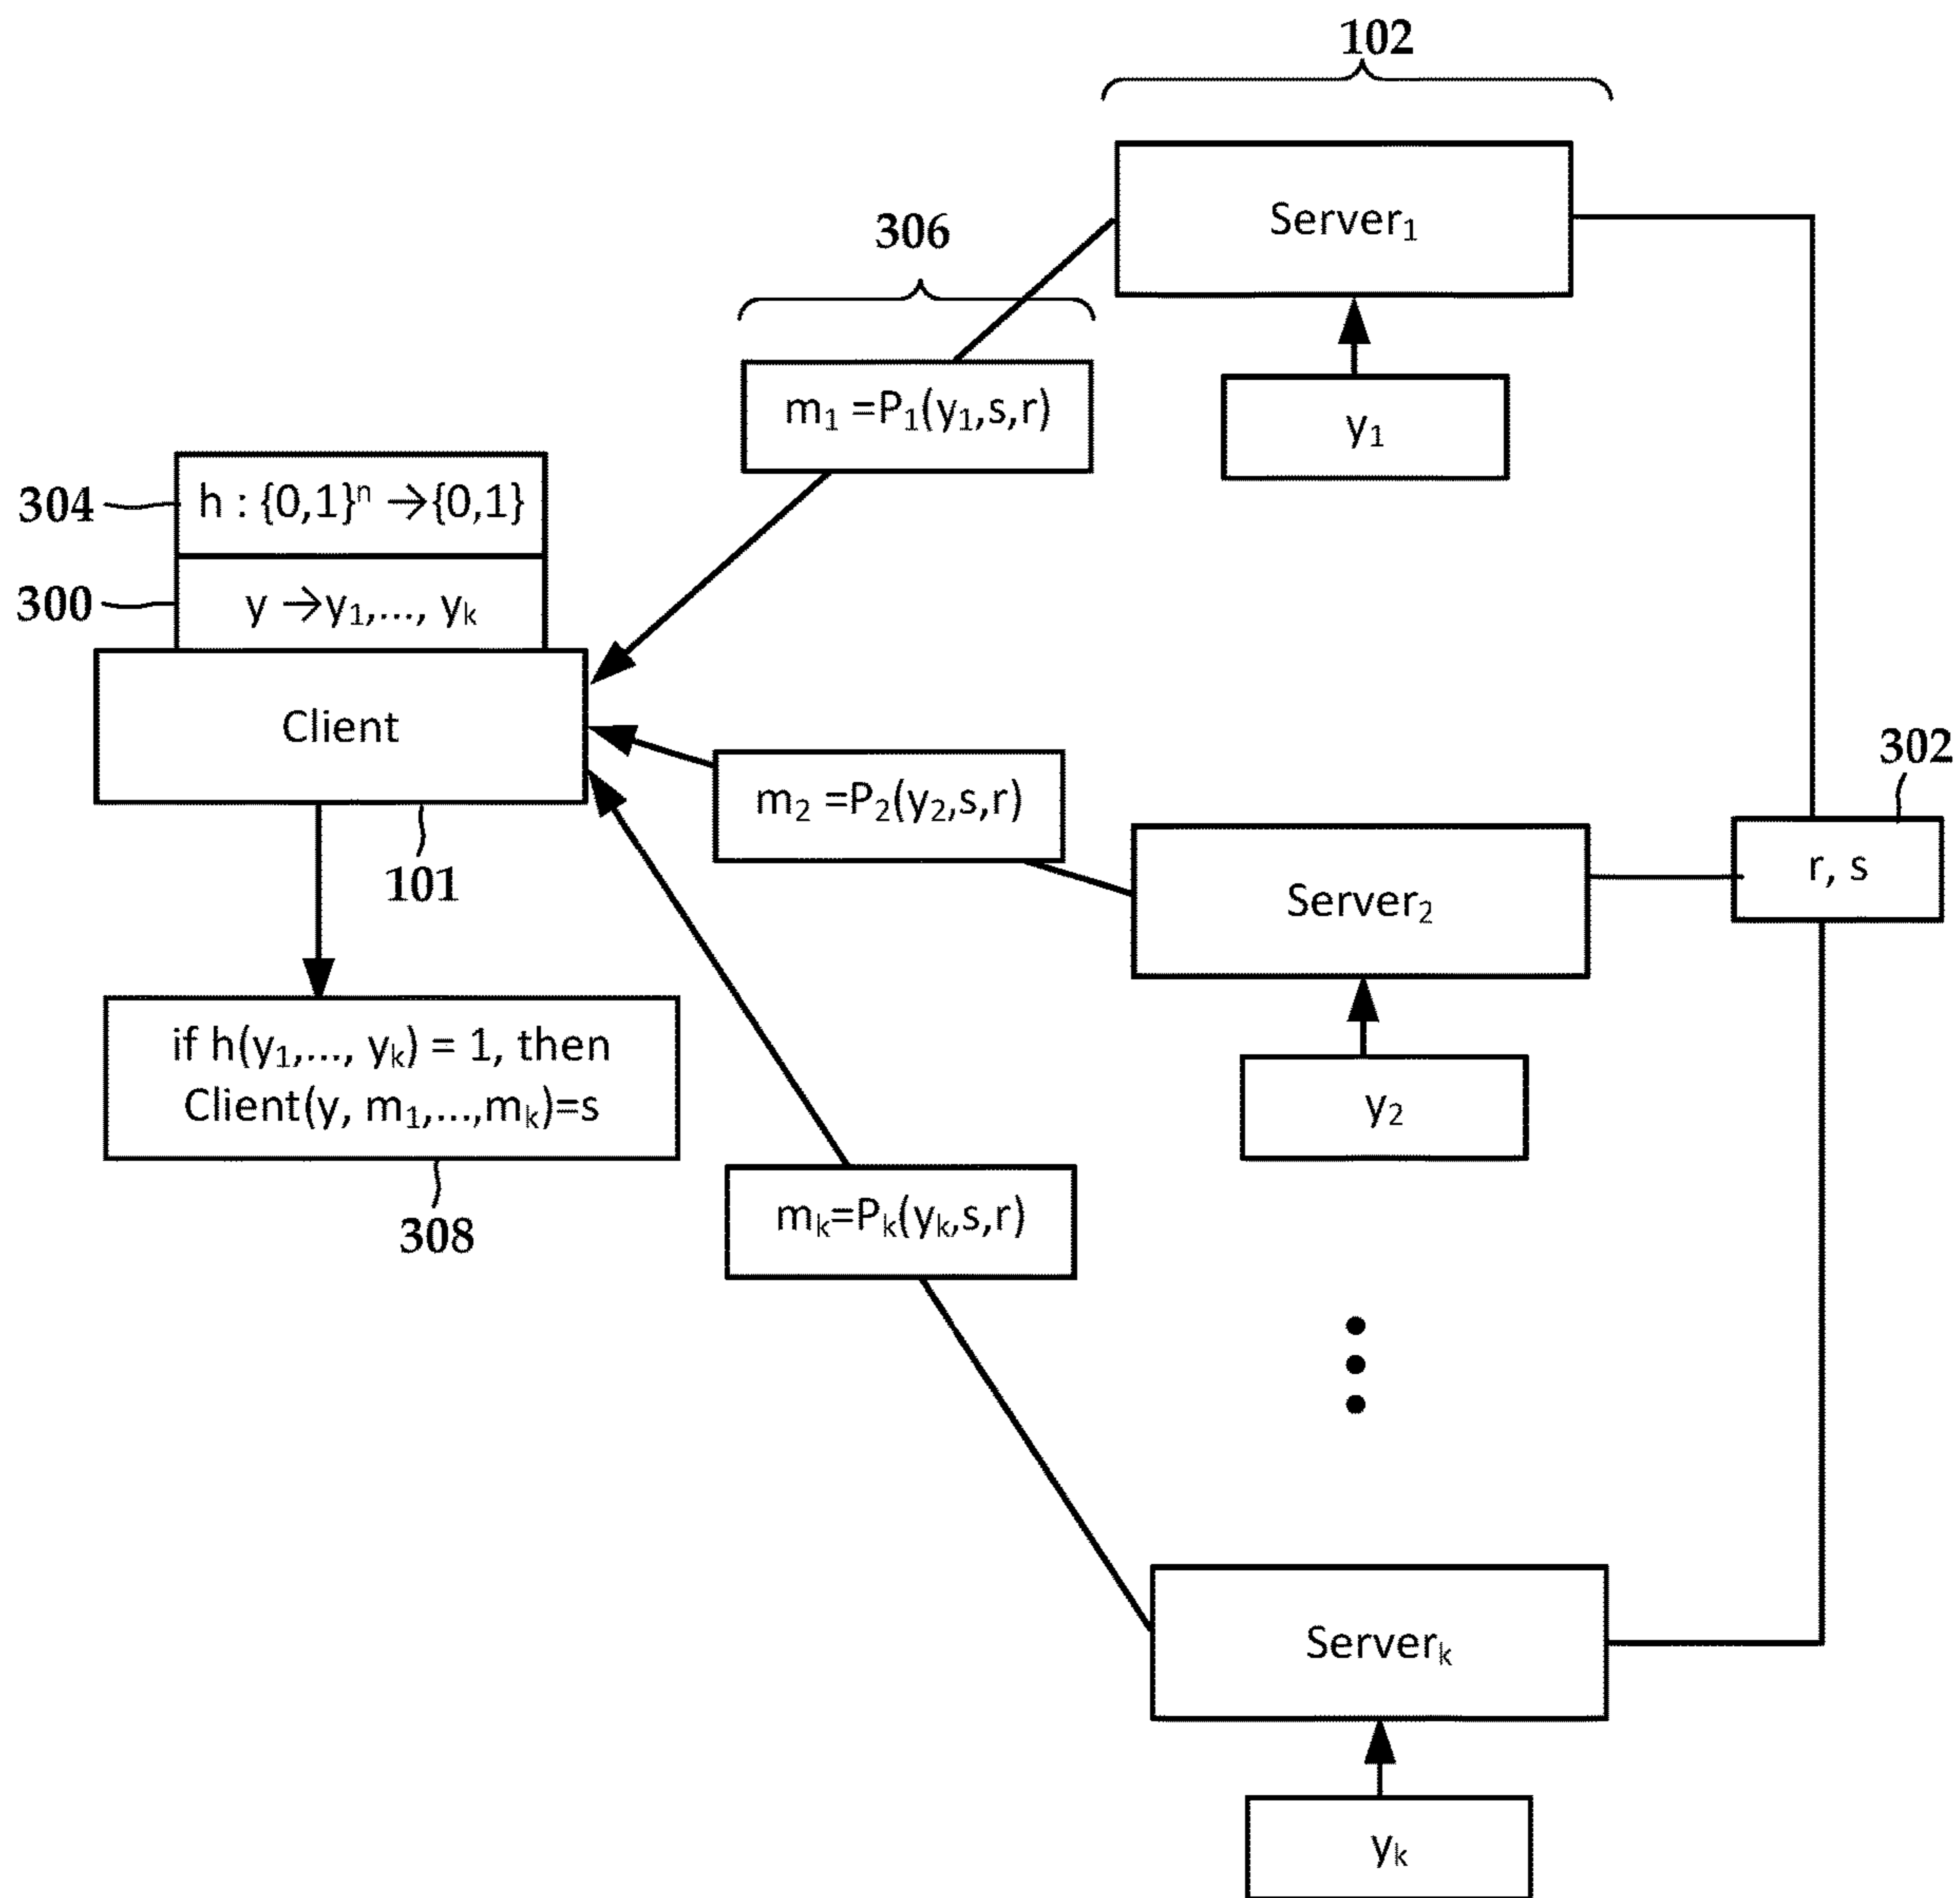 102
Server₁
306
m₁ =P₁(y₁,s,r)
y₁
304
h : {0,1}ⁿ →{0,1}
300
y →y₁,..., yₖ
Client
101
m₂ =P₂(y₂,s,r)
302
r, s
Server₂
if h(y₁,..., yₖ) = 1, then
Client(y, m₁,...,mₖ)=s
308
y₂
mₖ=Pₖ(yₖ,s,r)
Serverₖ
yₖ